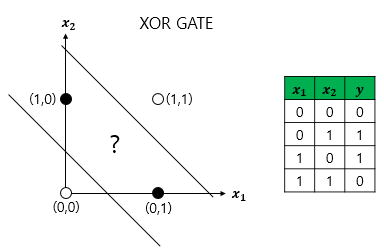 XOR GATE
x₂
(1,0)
(1,1)
?
x₁
(0,0)
(0,1)
x₁ x₂ y
0 0 0
0 1 1
1 0 1
1 1 0